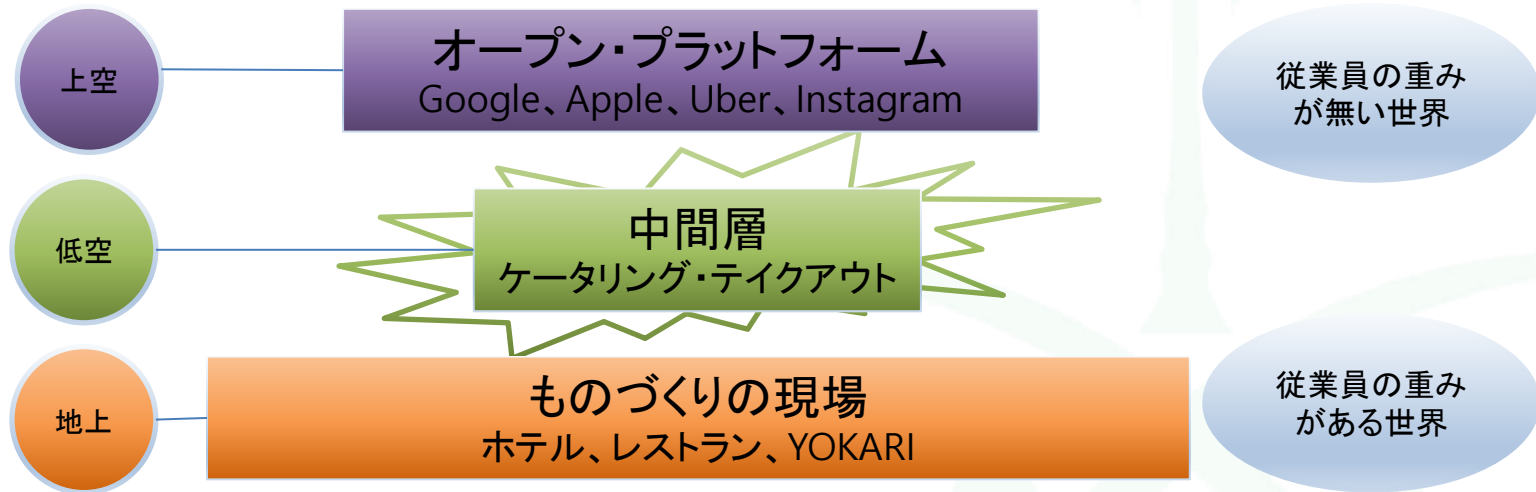 上空
オープン・プラットフォーム
Google、Apple、Uber、Instagram
従業員の重み
が無い世界
低空
中間層
ケータリング・テイクアウト
地上
ものづくりの現場
ホテル、レストラン、YOKARI
従業員の重み
がある世界